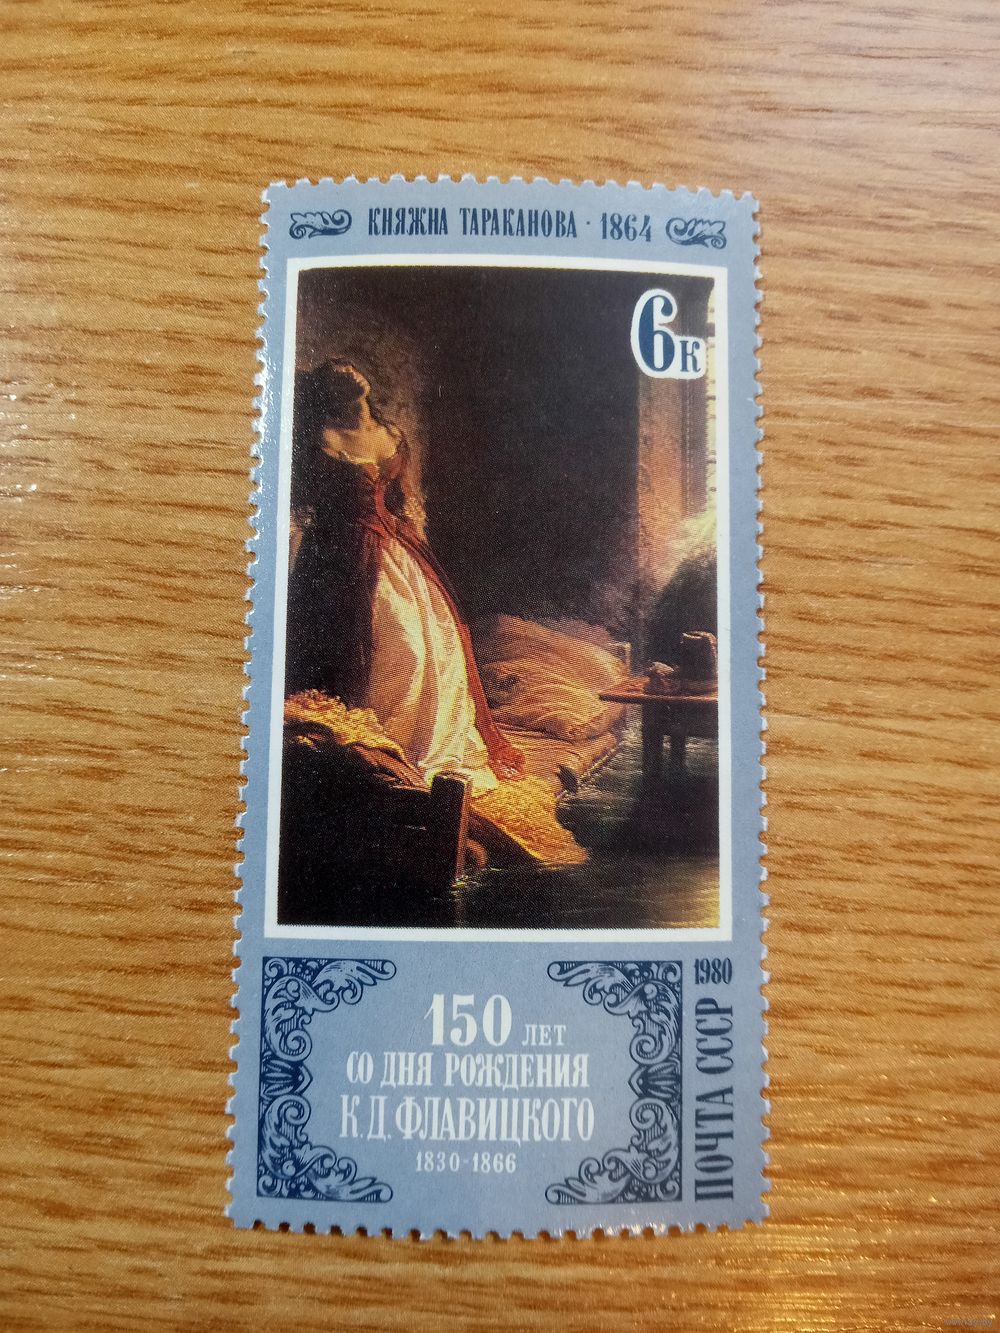 КНЯЖНА ТАРАКАНОВА · 1864
6к
150 ЛЕТ
СО ДНЯ РОЖДЕНИЯ
К.Д. ФЛАВИЦКОГО
1830-1866
ПОЧТА СССР 1980